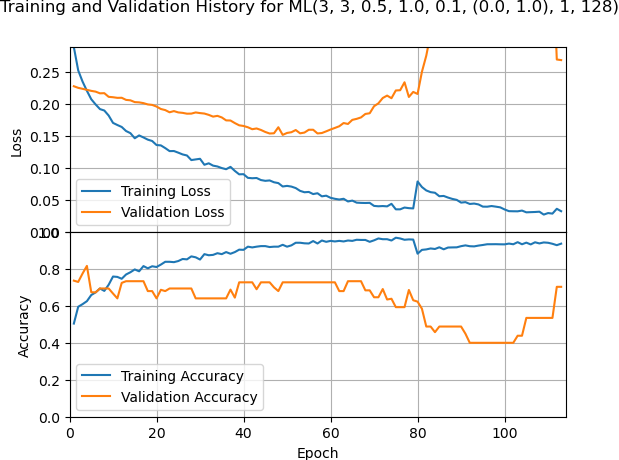 Training and Validation History for ML(3, 3, 0.5, 1.0, 0.1, (0.0, 1.0), 1, 128)
0.25
0.20
0.15
0.10
0.05
0.00
Loss
Training Loss
Validation Loss
1.0
0.8
0.6
0.4
0.2
0.0
Accuracy
Training Accuracy
Validation Accuracy
0 20 40 60 80 100
Epoch